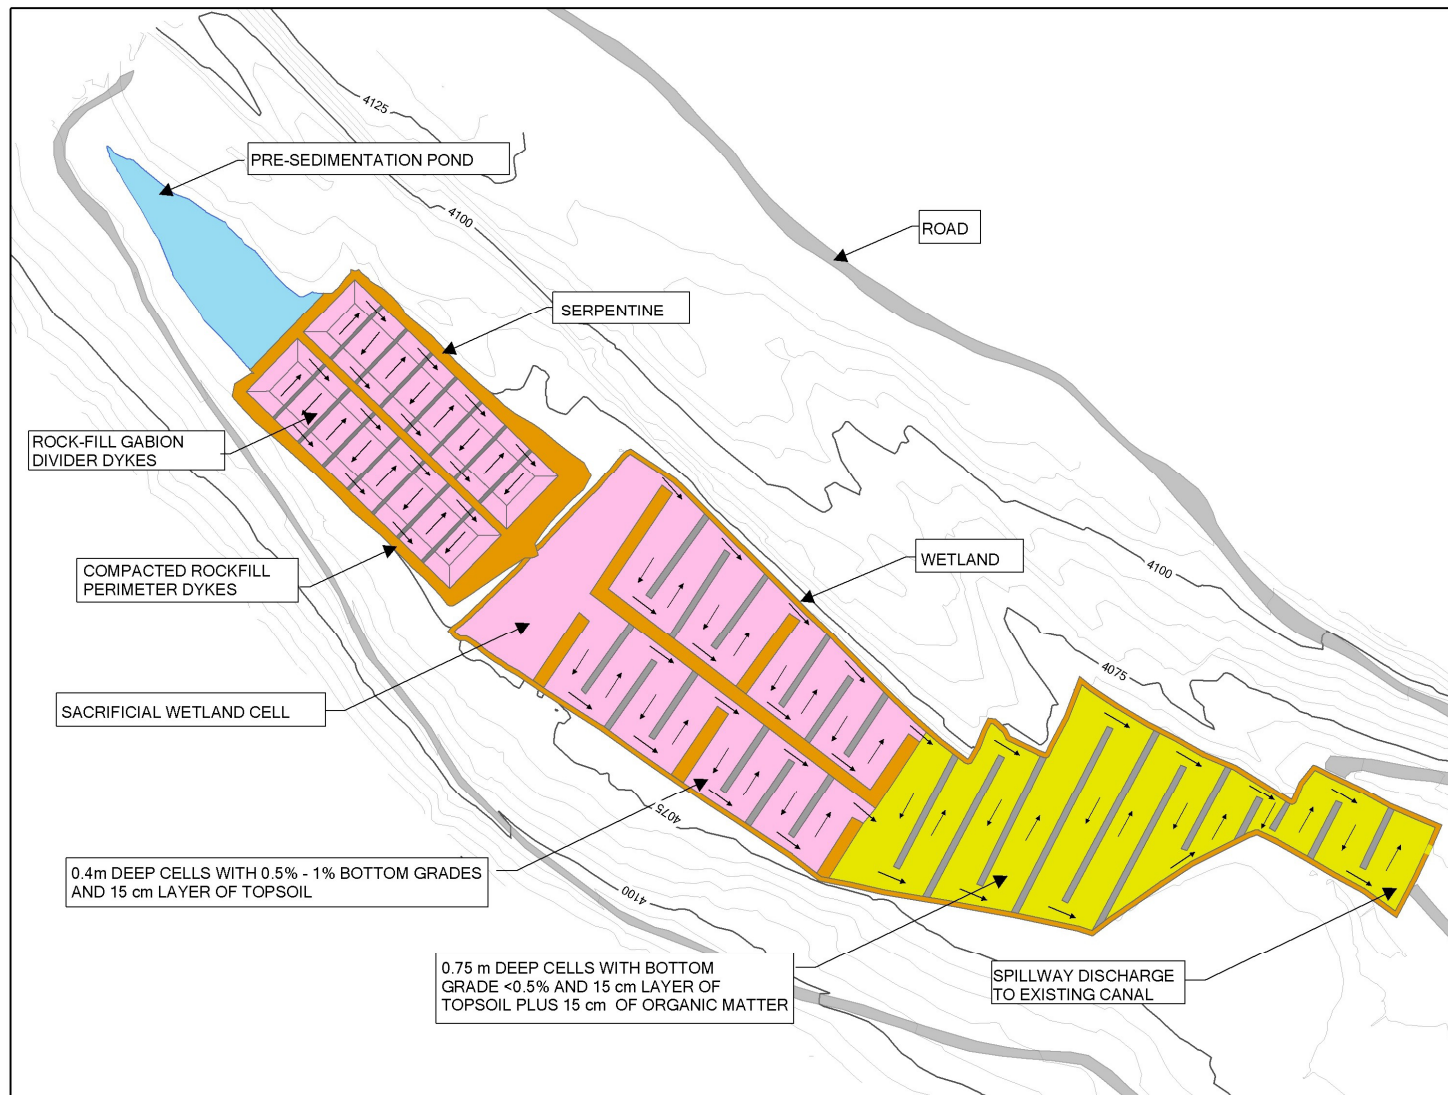 4125
PRE-SEDIMENTATION POND
4100
ROAD
SERPENTINE
ROCK-FILL GABION
DIVIDER DYKES
WETLAND
COMPACTED ROCKFILL
PERIMETER DYKES
4100
4075
SACRIFICIAL WETLAND CELL
4075
0.4m DEEP CELLS WITH 0.5% - 1% BOTTOM GRADES
AND 15 cm LAYER OF TOPSOIL
4100
0.75 m DEEP CELLS WITH BOTTOM
GRADE <0.5% AND 15 cm LAYER OF
TOPSOIL PLUS 15 cm OF ORGANIC MATTER
SPILLWAY DISCHARGE
TO EXISTING CANAL